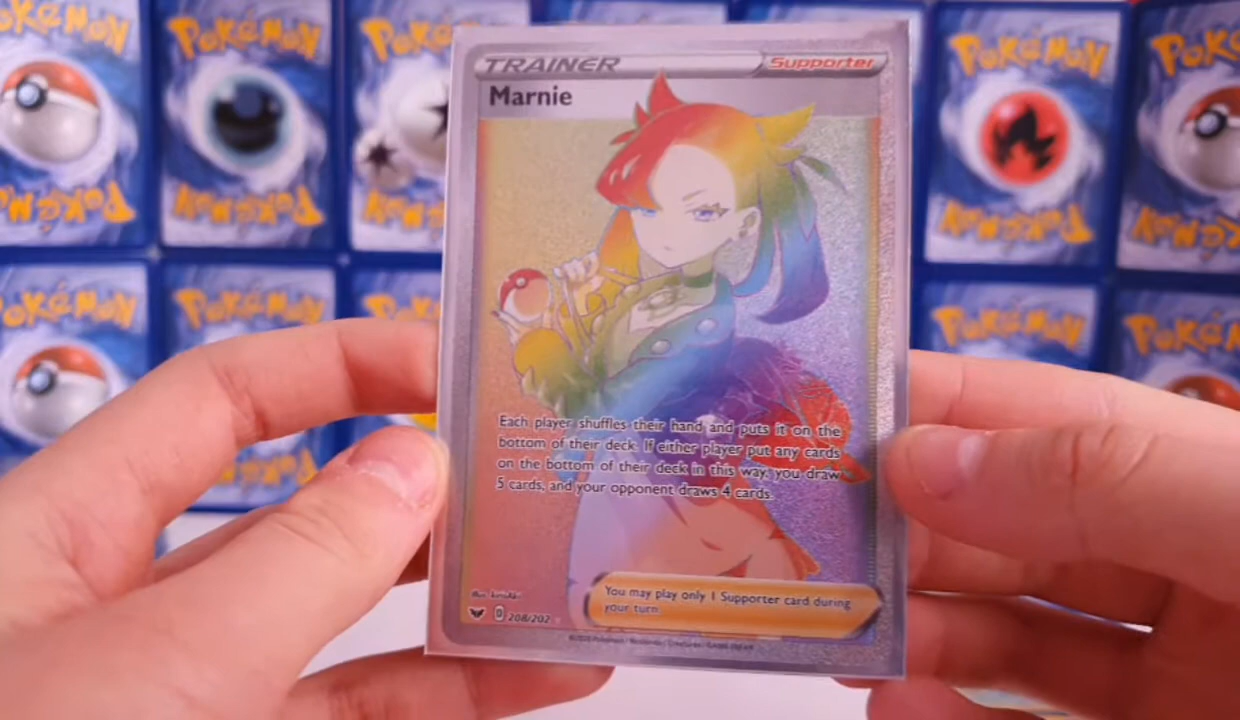 POKéMON
POKéMON
POKéMON
POKéMON
POKéMON
POKéMON
POKéMON
POKéMON
TRAINER Supporter
Marnie
Each player shuffles their hand and puts it on the
bottom of their deck. If either player put any cards
on the bottom of their deck in this way, you draw
5 cards, and your opponent draws 4 cards.
You may play only 1 Supporter card during
your turn.
D 208/202